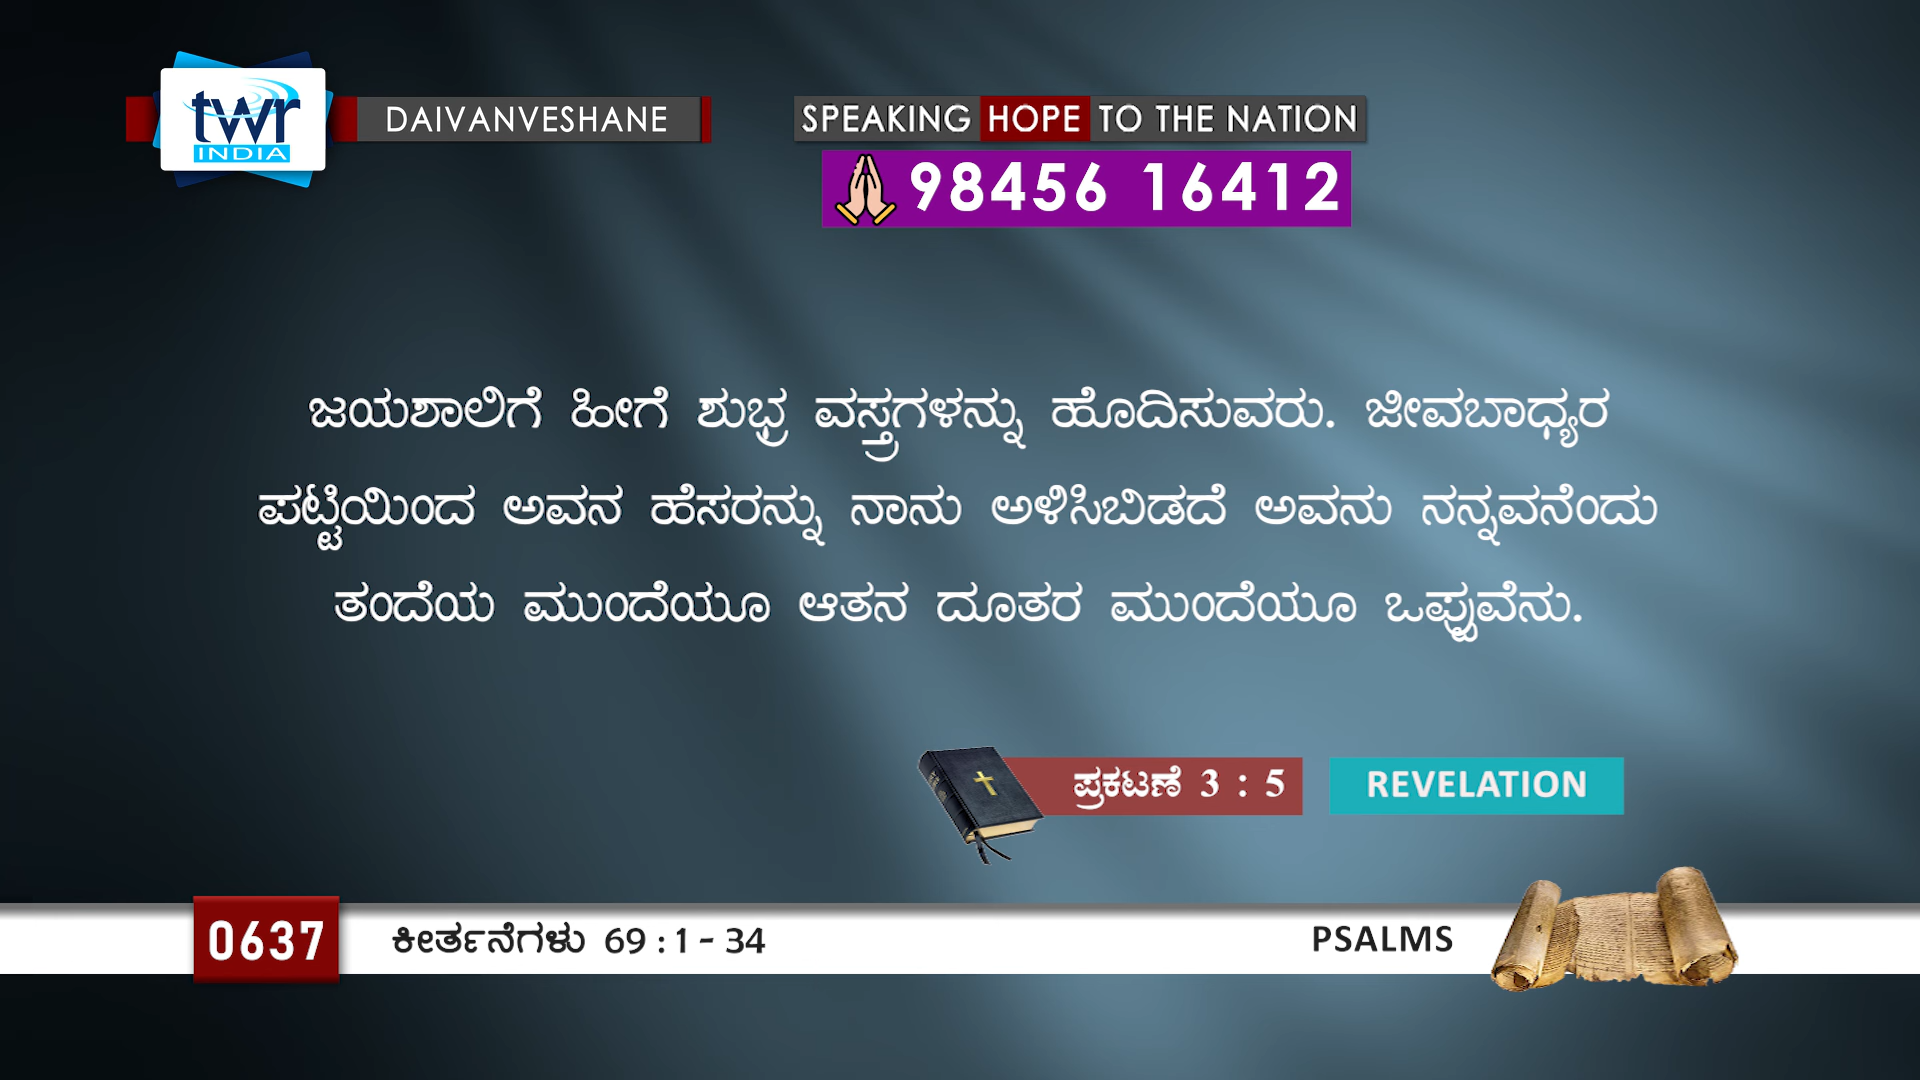 twr
INDIA
DAIVANVESHANE
SPEAKING HOPE TO THE NATION
98456 16412
ಜಯಶಾಲಿಗೆ ಹೀಗೆ ಶುಭ್ರ ವಸ್ತ್ರಗಳನ್ನು ಹೊದಿಸುವರು. ಜೀವಬಾಧ್ಯರ
ಪಟ್ಟಿಯಿಂದ ಅವನ ಹೆಸರನ್ನು ನಾನು ಅಳಿಸಿಬಿಡದೆ ಅವನು ನನ್ನವನೆಂದು
ತಂದೆಯ ಮುಂದೆಯೂ ಆತನ ದೂತರ ಮುಂದೆಯೂ ಒಪ್ಪುವೆನು.
ಪ್ರಕಟಣೆ 3 : 5 REVELATION
0637 ಕೀರ್ತನೆಗಳು 69 : 1 - 34 PSALMS